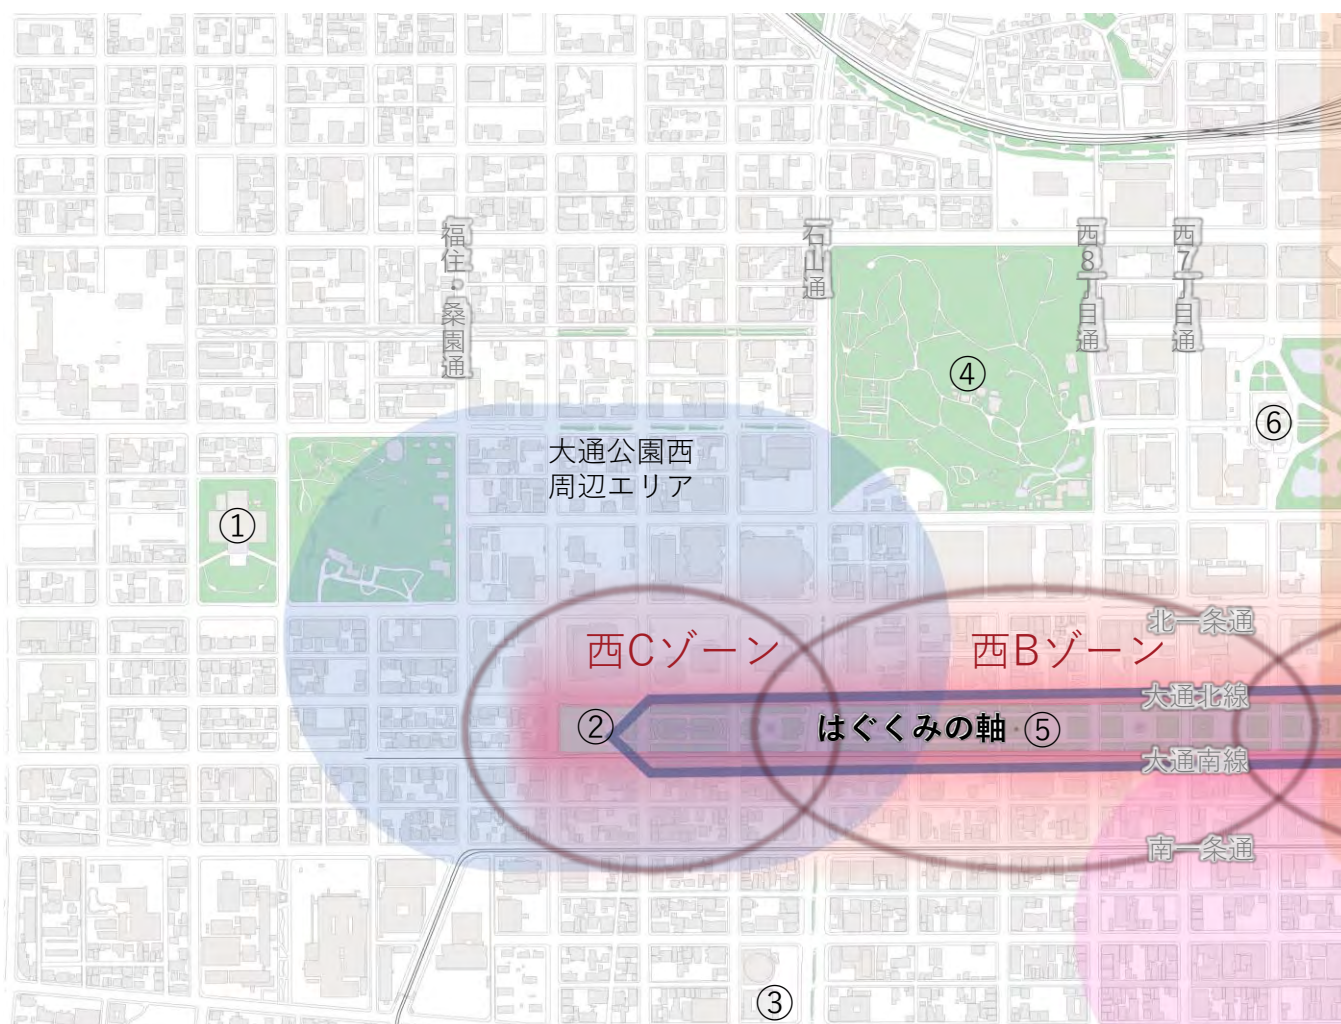 福住・桑園通
石山通
西8丁目通
西7丁目通
④
⑥
大通公園西
周辺エリア
①
北一条通
西Cゾーン
西Bゾーン
大通北線
②
はぐくみの軸
⑤
大通南線
南一条通
③